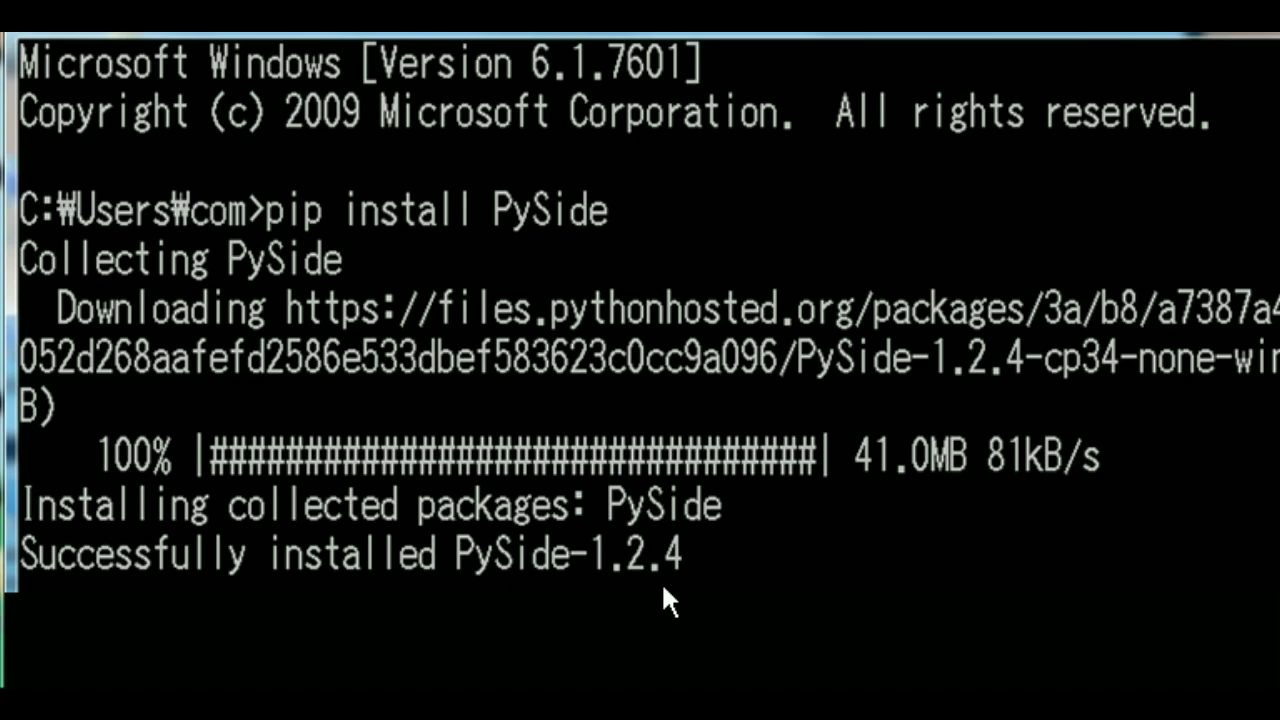 Microsoft Windows [Version 6.1.7601]
Copyright (c) 2009 Microsoft Corporation.  All rights reserved.
C:₩Users₩com>pip install PySide
Collecting PySide
  Downloading https://files.pythonhosted.org/packages/3a/b8/a7387a4
052d268aafefd2586e533dbef583623c0cc9a096/PySide-1.2.4-cp34-none-win
B)
    100% |################################| 41.0MB 81kB/s
Installing collected packages: PySide
Successfully installed PySide-1.2.4